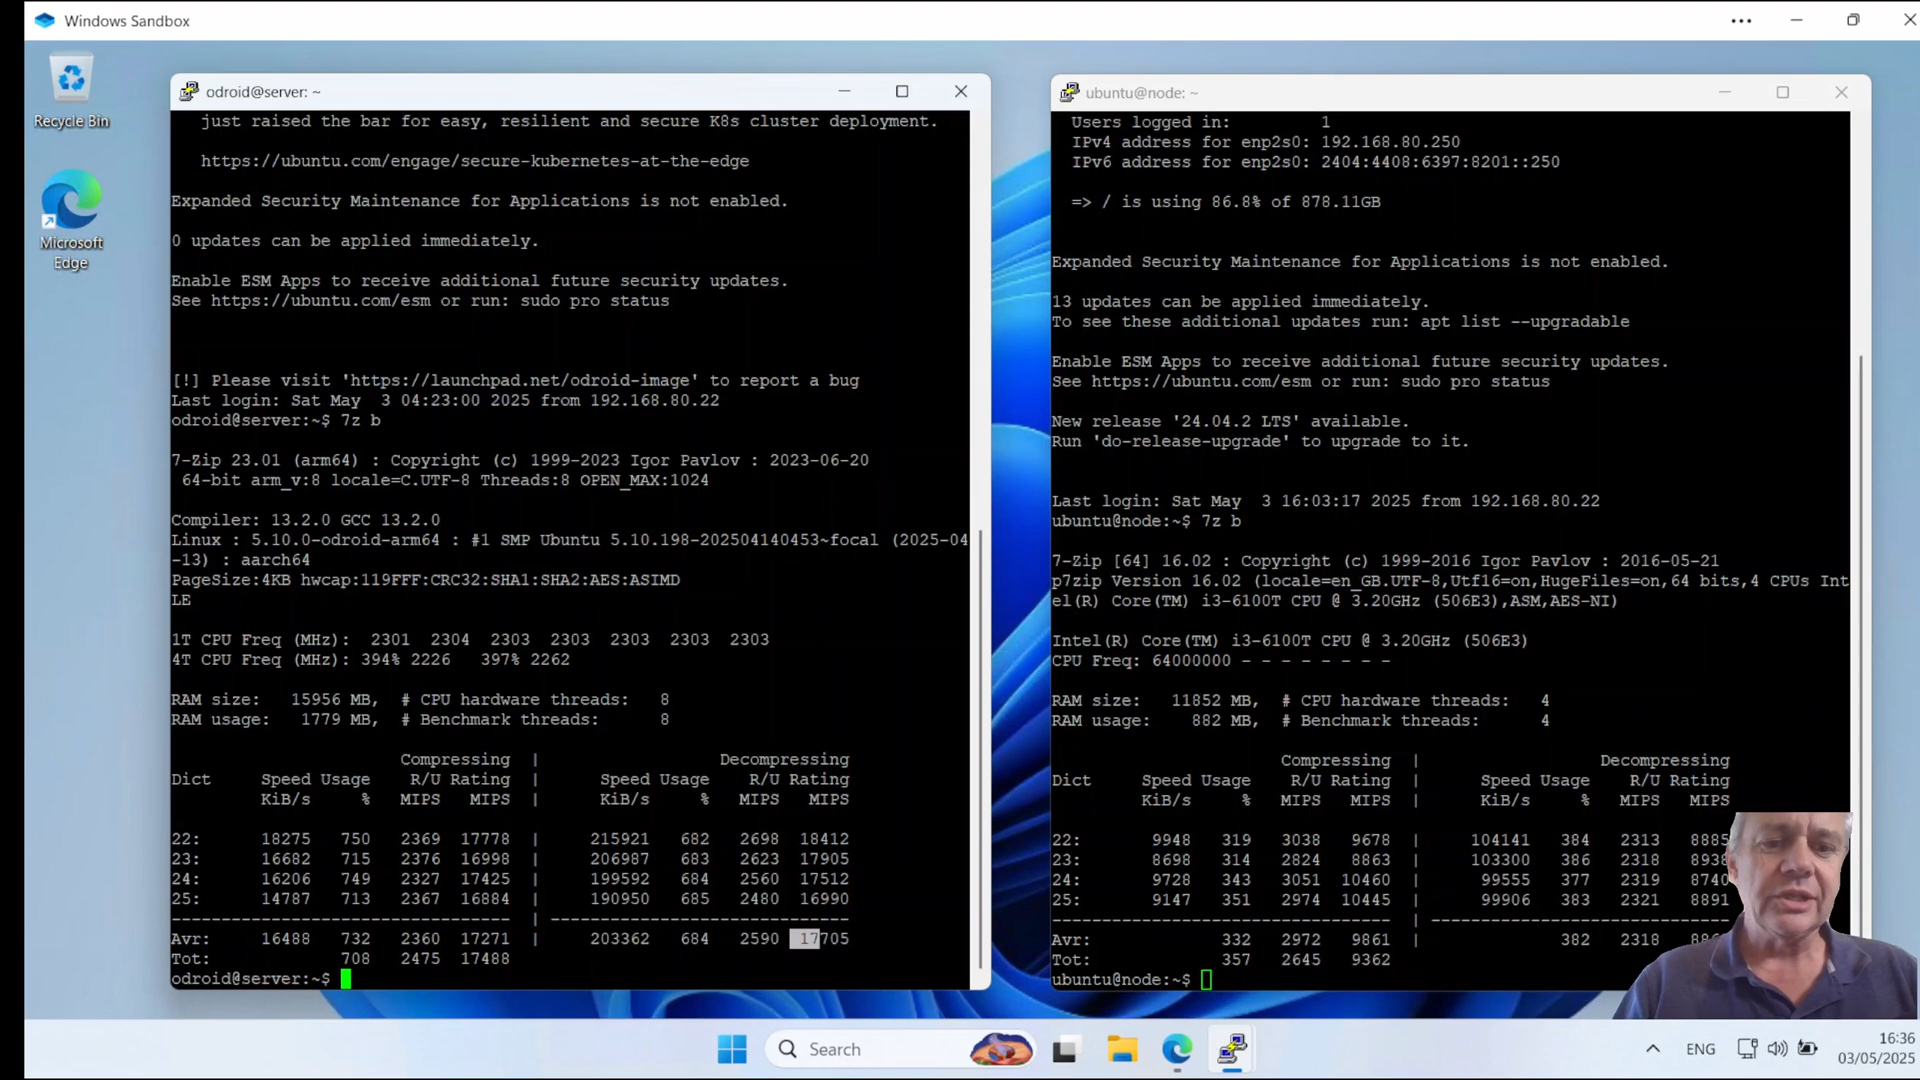 Windows Sandbox
Recycle Bin
Microsoft
Edge
odroid@server: ~
just raised the bar for easy, resilient and secure K8s cluster deployment.
https://ubuntu.com/engage/secure-kubernetes-at-the-edge
Expanded Security Maintenance for Applications is not enabled.
0 updates can be applied immediately.
Enable ESM Apps to receive additional future security updates.
See https://ubuntu.com/esm or run: sudo pro status
[!] Please visit 'https://launchpad.net/odroid-image' to report a bug
Last login: Sat May  3 04:23:00 2025 from 192.168.80.22
odroid@server:~$ 7z b
7-Zip 23.01 (arm64) : Copyright (c) 1999-2023 Igor Pavlov : 2023-06-20
64-bit arm_v:8 locale=C.UTF-8 Threads:8 OPEN_MAX:1024
Compiler: 13.2.0 GCC 13.2.0
Linux : 5.10.0-odroid-arm64 : #1 SMP Ubuntu 5.10.198-202504140453~focal (2025-04
-13) : aarch64
PageSize:4KB hwcap:119FFF:CRC32:SHA1:SHA2:AES:ASIMD
LE
1T CPU Freq (MHz):  2301  2304  2303  2303  2303  2303  2303
4T CPU Freq (MHz): 394% 2226   397% 2262
RAM size:   15956 MB,  # CPU hardware threads:   8
RAM usage:   1779 MB,  # Benchmark threads:      8
Compressing  |  Decompressing
Dict  Speed Usage  R/U Rating  |  Speed Usage  R/U Rating
KiB/s  %  MIPS  MIPS  |  KiB/s  %  MIPS  MIPS
22:  18275  750  2369  17778  |  215921  682  2698  18412
23:  16682  715  2376  16998  |  206987  683  2623  17905
24:  16206  749  2327  17425  |  199592  684  2560  17512
25:  14787  713  2367  16884  |  190950  685  2480  16990
---------------------------------- | ------------------------------
Avr:  16488  732  2360  17271  |  203362  684  2590  17705
Tot:  708  2475  17488
odroid@server:~$
ubuntu@node: ~
Users logged in:  1
IPv4 address for enp2s0: 192.168.80.250
IPv6 address for enp2s0: 2404:4408:6397:8201::250
=> / is using 86.8% of 878.11GB
Expanded Security Maintenance for Applications is not enabled.
13 updates can be applied immediately.
To see these additional updates run: apt list --upgradable
Enable ESM Apps to receive additional future security updates.
See https://ubuntu.com/esm or run: sudo pro status
New release '24.04.2 LTS' available.
Run 'do-release-upgrade' to upgrade to it.
Last login: Sat May  3 16:03:17 2025 from 192.168.80.22
ubuntu@node:~$ 7z b
7-Zip [64] 16.02 : Copyright (c) 1999-2016 Igor Pavlov : 2016-05-21
p7zip Version 16.02 (locale=en_GB.UTF-8,Utf16=on,HugeFiles=on,64 bits,4 CPUs Int
el(R) Core(TM) i3-6100T CPU @ 3.20GHz (506E3),ASM,AES-NI)
Intel(R) Core(TM) i3-6100T CPU @ 3.20GHz (506E3)
CPU Freq: 64000000 - - - - - - - -
RAM size:   11852 MB,  # CPU hardware threads:   4
RAM usage:    882 MB,  # Benchmark threads:      4
Compressing  |  Decompressing
Dict  Speed Usage  R/U Rating  |  Speed Usage  R/U Rating
KiB/s  %  MIPS  MIPS  |  KiB/s  %  MIPS  MIPS
22:  9948  319  3038  9678  |  104141  384  2313  8885
23:  8698  314  2824  8863  |  103300  386  2318  8938
24:  9728  343  3051  10460  |  99555  377  2319  8740
25:  9147  351  2974  10445  |  99906  383  2321  8891
---------------------------------- | ------------------------------
Avr:  332  2972  9861  |  382  2318
Tot:  357  2645  9362
ubuntu@node:~$
Search
ENG
16:36
03/05/2025